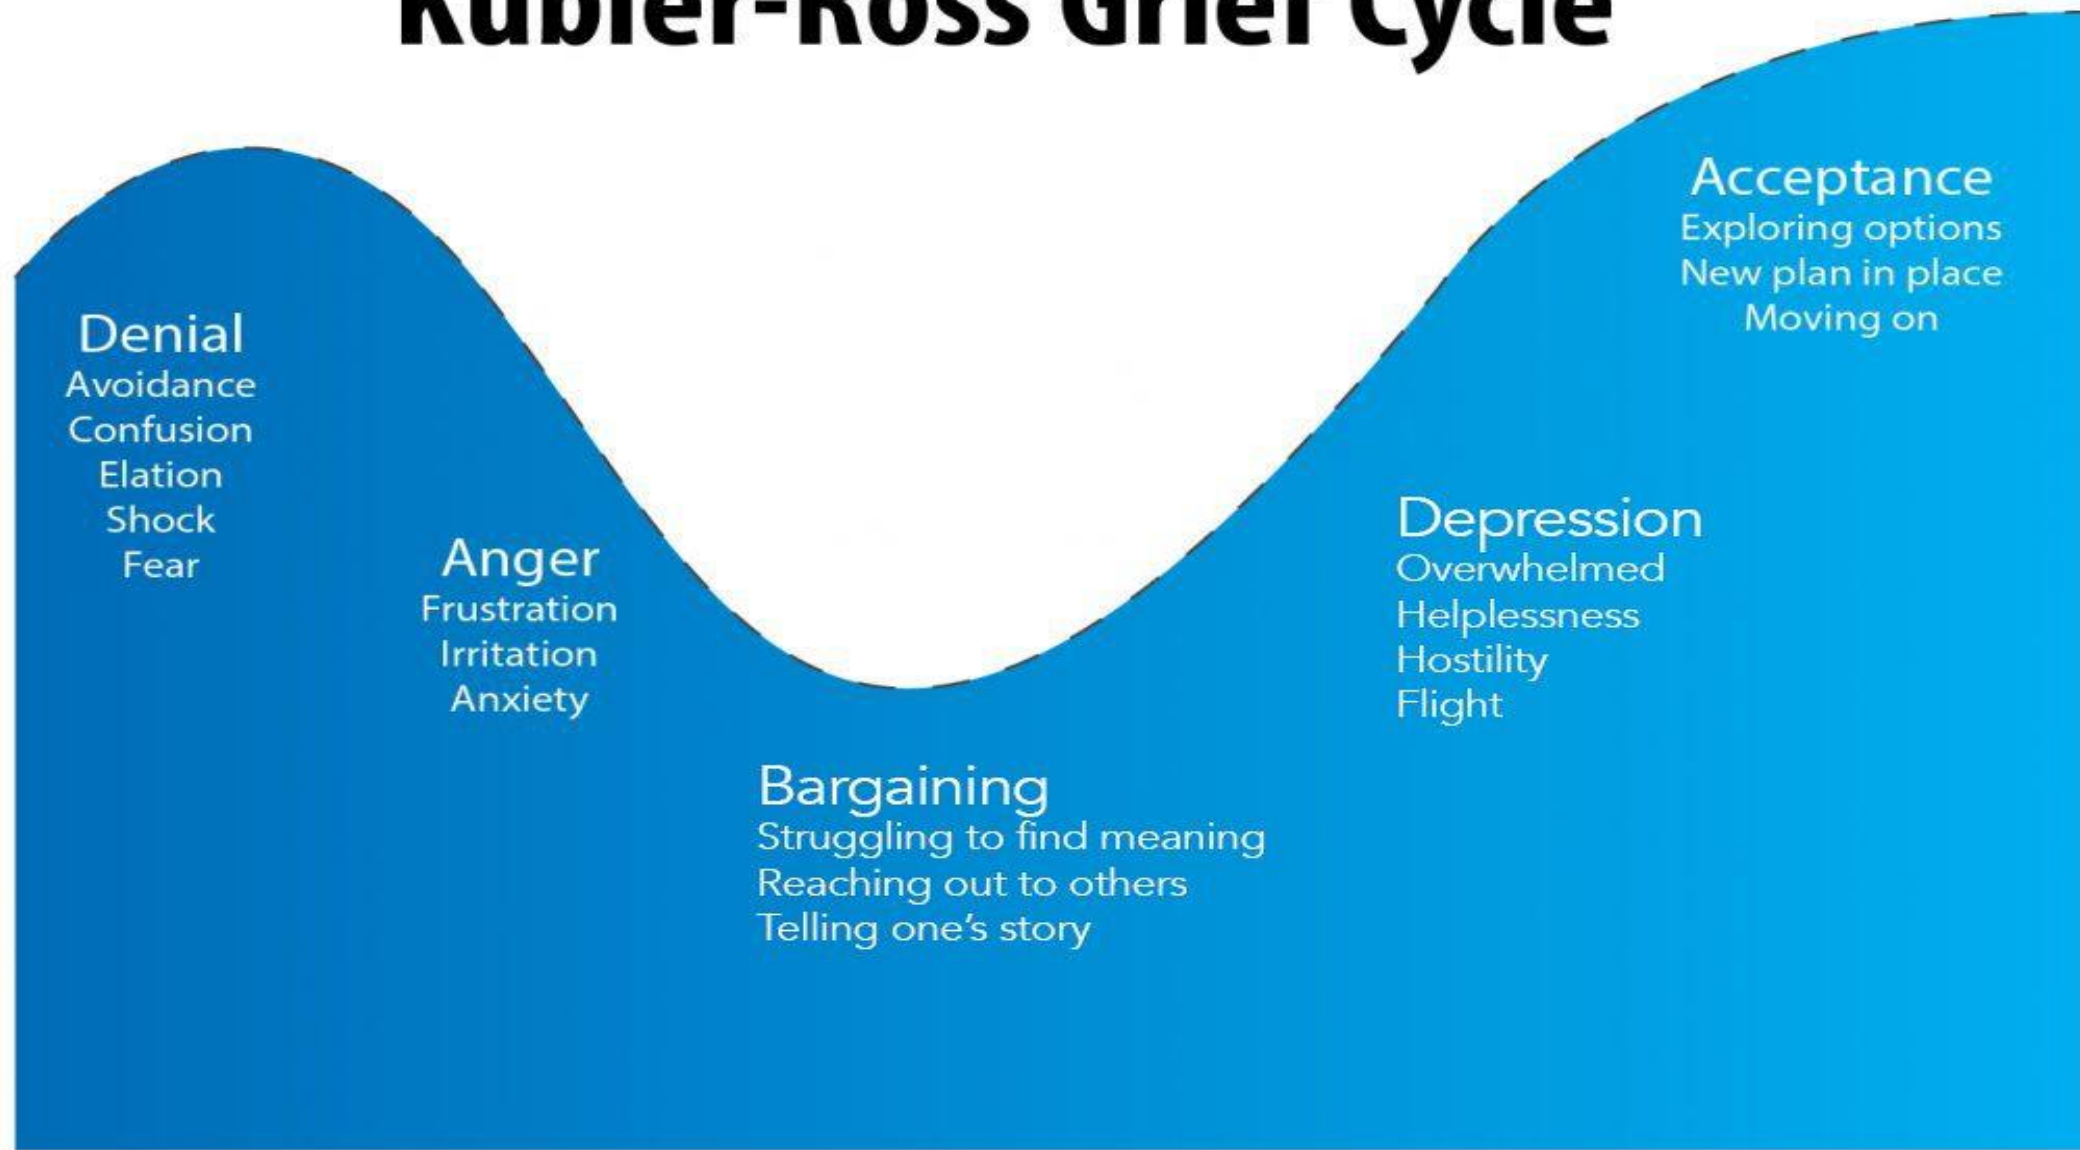 Kübler-Ross Grief Cycle
Denial
Avoidance
Confusion
Elation
Shock
Fear
Anger
Frustration
Irritation
Anxiety
Bargaining
Struggling to find meaning
Reaching out to others
Telling one’s story
Depression
Overwhelmed
Helplessness
Hostility
Flight
Acceptance
Exploring options
New plan in place
Moving on